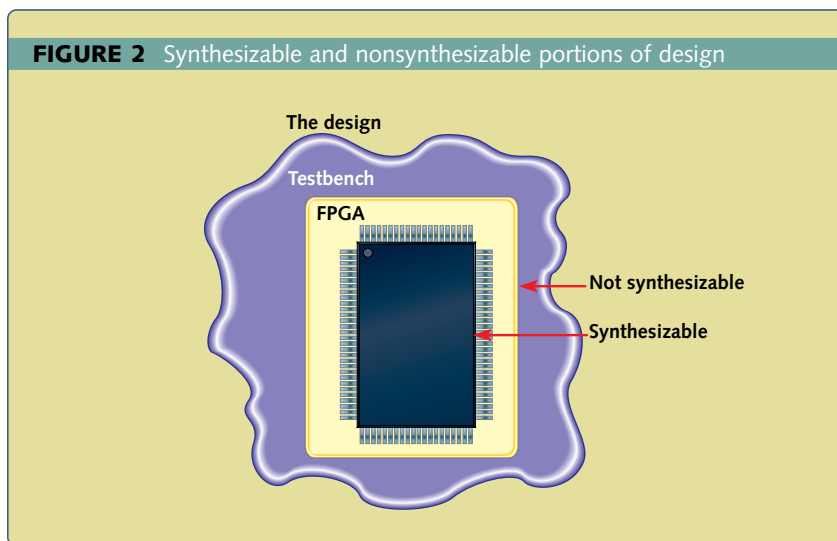 FIGURE 2 Synthesizable and nonsynthesizable portions of design
The design
Testbench
FPGA
Not synthesizable
Synthesizable